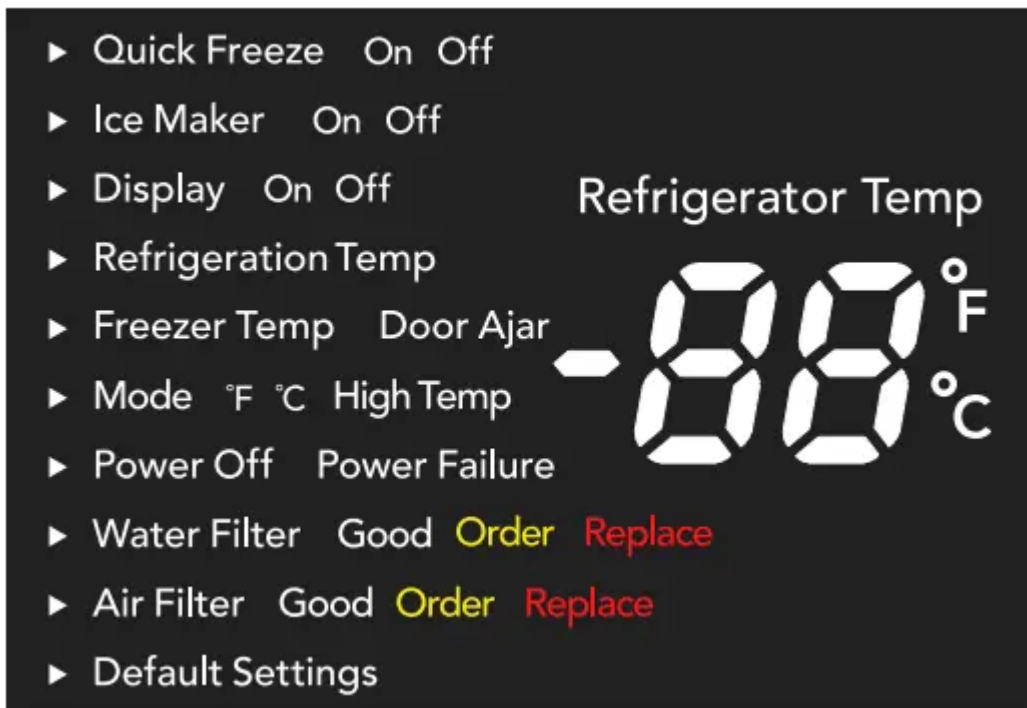 ► Quick Freeze On Off
► Ice Maker On Off
► Display On Off
► Refrigeration Temp
► Freezer Temp Door Ajar
► Mode °F °C High Temp
► Power Off Power Failure
► Water Filter Good Order Replace
► Air Filter Good Order Replace
► Default Settings
Refrigerator Temp
-88 °F
°C